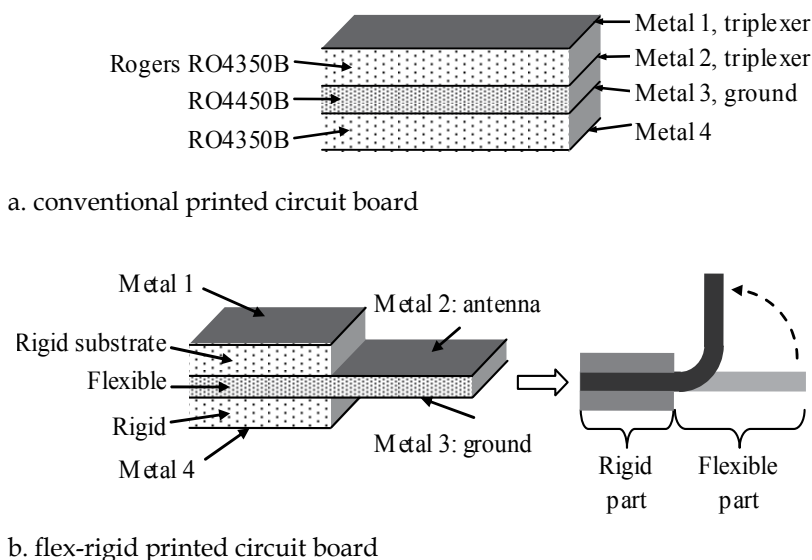 Rogers RO4350B
RO4450B
RO4350B
Metal 1, triplexer
Metal 2, triplexer
Metal 3, ground
Metal 4
a. conventional printed circuit board
Metal 1
Rigid substrate
Flexible
Rigid
Metal 4
Metal 2: antenna
Metal 3: ground
Rigid
part
Flexible
part
b. flex-rigid printed circuit board